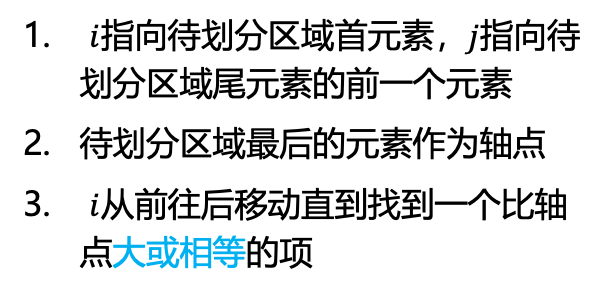 1. i指向待划分区域首元素，j指向待
划分区域尾元素的前一个元素
2. 待划分区域最后的元素作为轴点
3. i从前往后移动直到找到一个比轴
点大或相等的项